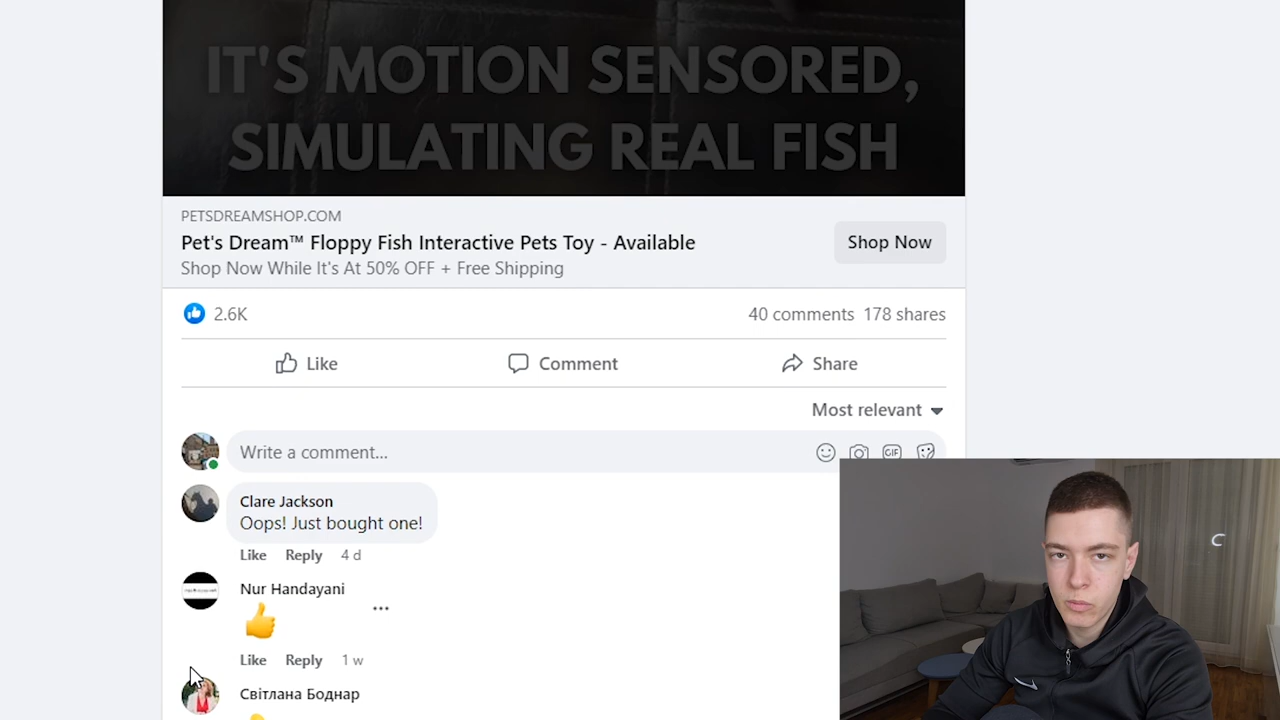 IT'S MOTION SENSORED,
SIMULATING REAL FISH
PETSDREAMSHOP.COM
Pet's Dream™ Floppy Fish Interactive Pets Toy - Available
Shop Now
Shop Now While It's At 50% OFF + Free Shipping
2.6K
40 comments 178 shares
Like
Comment
Share
Most relevant
Write a comment...
GIF
Clare Jackson
Oops! Just bought one!
Like Reply 4 d
Nur Handayani
Like Reply 1 w
Світлана Боднар
C